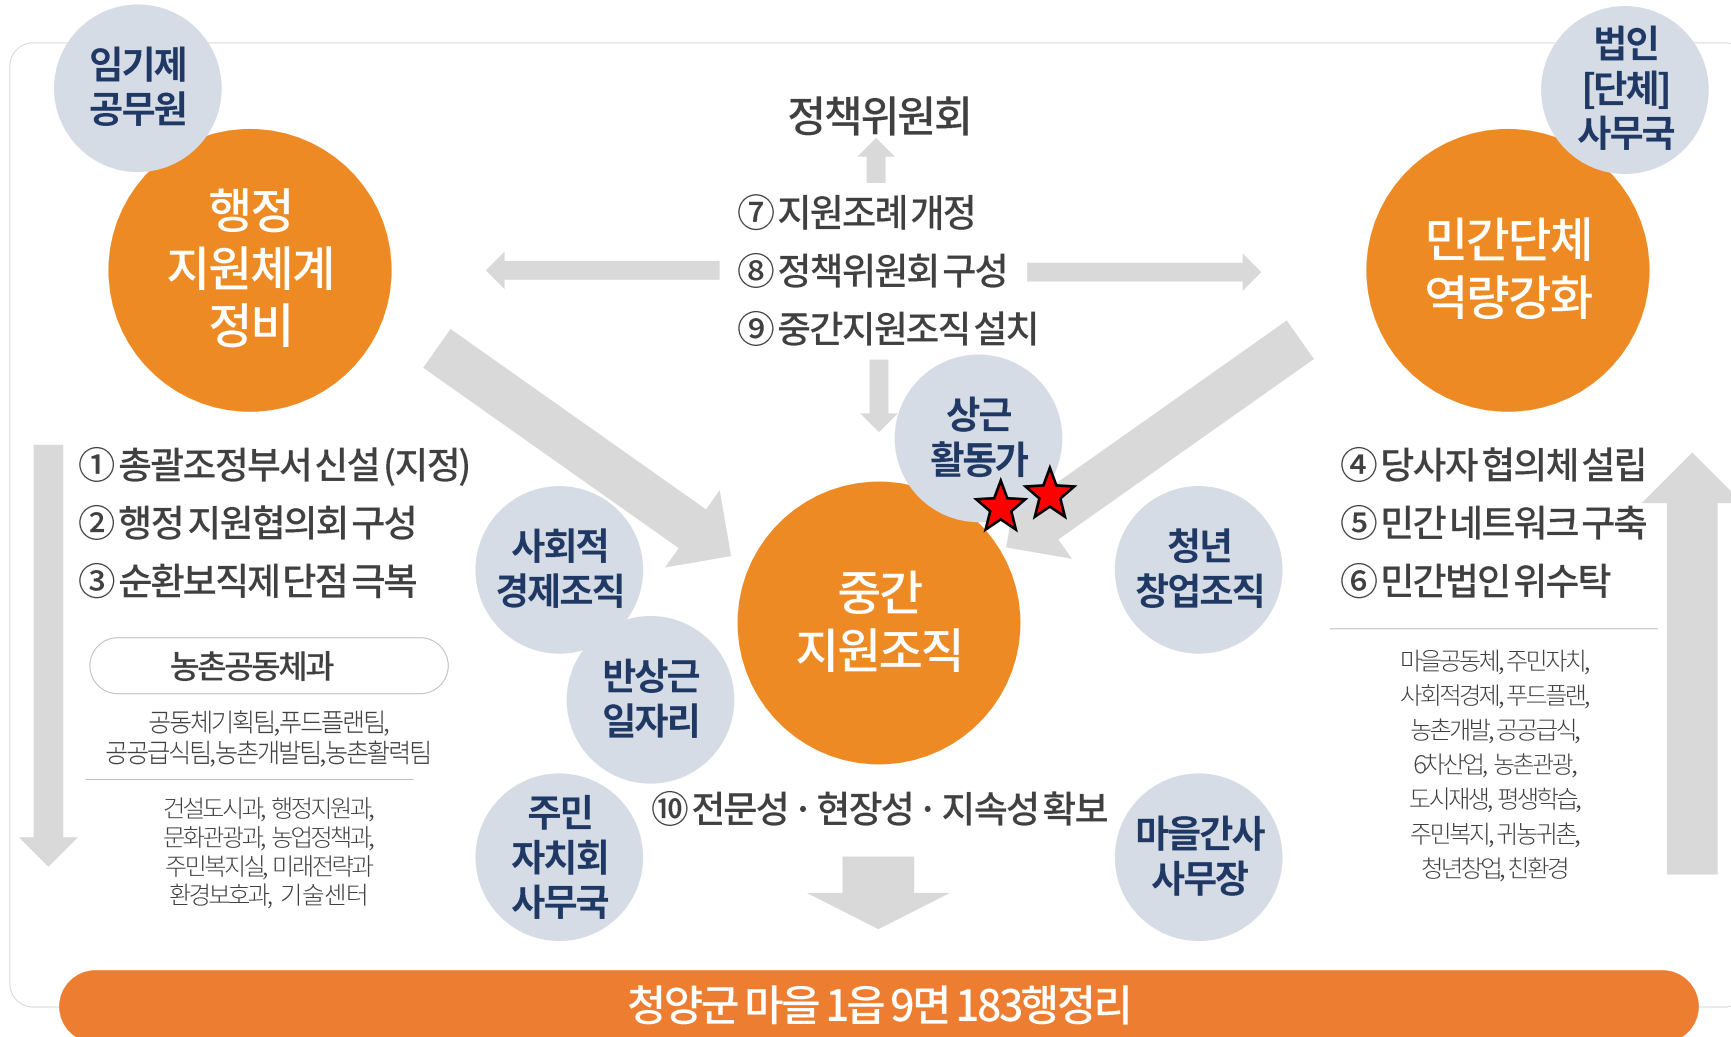 임기제
공무원
행정
지원체계
정비
정책위원회
⑦ 지원조례 개정
⑧ 정책위원회 구성
⑨ 중간지원조직 설치
법인
[단체]
사무국
민간단체
역량강화
① 총괄조정부서 신설 (지정)
② 행정 지원협의회 구성
③ 순환보직제 단점 극복
농촌공동체과
공동체기획팀,푸드플랜팀,
공공급식팀,농촌개발팀,농촌활력팀
건설도시과, 행정지원과,
문화관광과, 농업정책과,
주민복지실, 미래전략과
환경보호과, 기술센터
상근
활동가
사회적
경제조직
반상근
일자리
중간
지원조직
청년
창업조직
주민
자치회
사무국
⑩ 전문성 · 현장성 · 지속성 확보
마을간사
사무장
④ 당사자 협의체 설립
⑤ 민간 네트워크 구축
⑥ 민간법인 위수탁
마을공동체, 주민자치,
사회적경제, 푸드플랜,
농촌개발, 공공급식,
6차산업, 농촌관광,
도시재생, 평생학습,
주민복지, 귀농귀촌,
청년창업, 친환경
청양군 마을 1읍 9면 183행정리